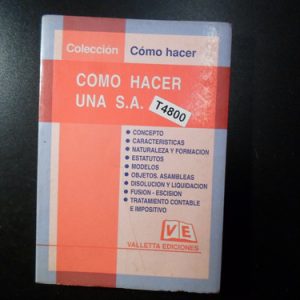 Colección Cómo hacer
COMO HACER
UNA S.A.
T4800
CONCEPTO
CARACTERISTICAS
NATURALEZA Y FORMACION
ESTATUTOS
MODELOS
OBJETOS. ASAMBLEAS
DISOLUCION Y LIQUIDACION
FUSION - ESCISION
TRATAMIENTO CONTABLE
E IMPOSITIVO
VE
VALLETTA EDICIONES